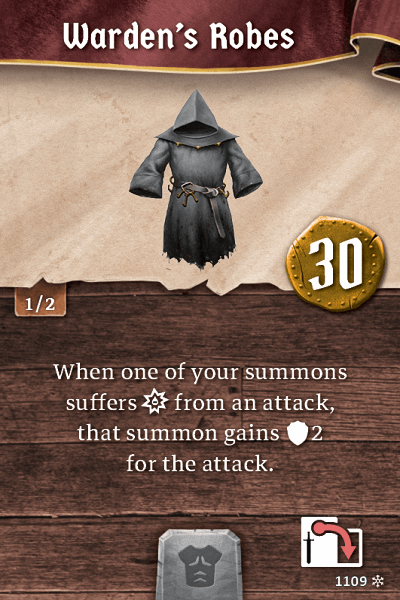 Warden's Robes
30
1/2
When one of your summons
suffers from an attack,
that summon gains 2
for the attack.
1109